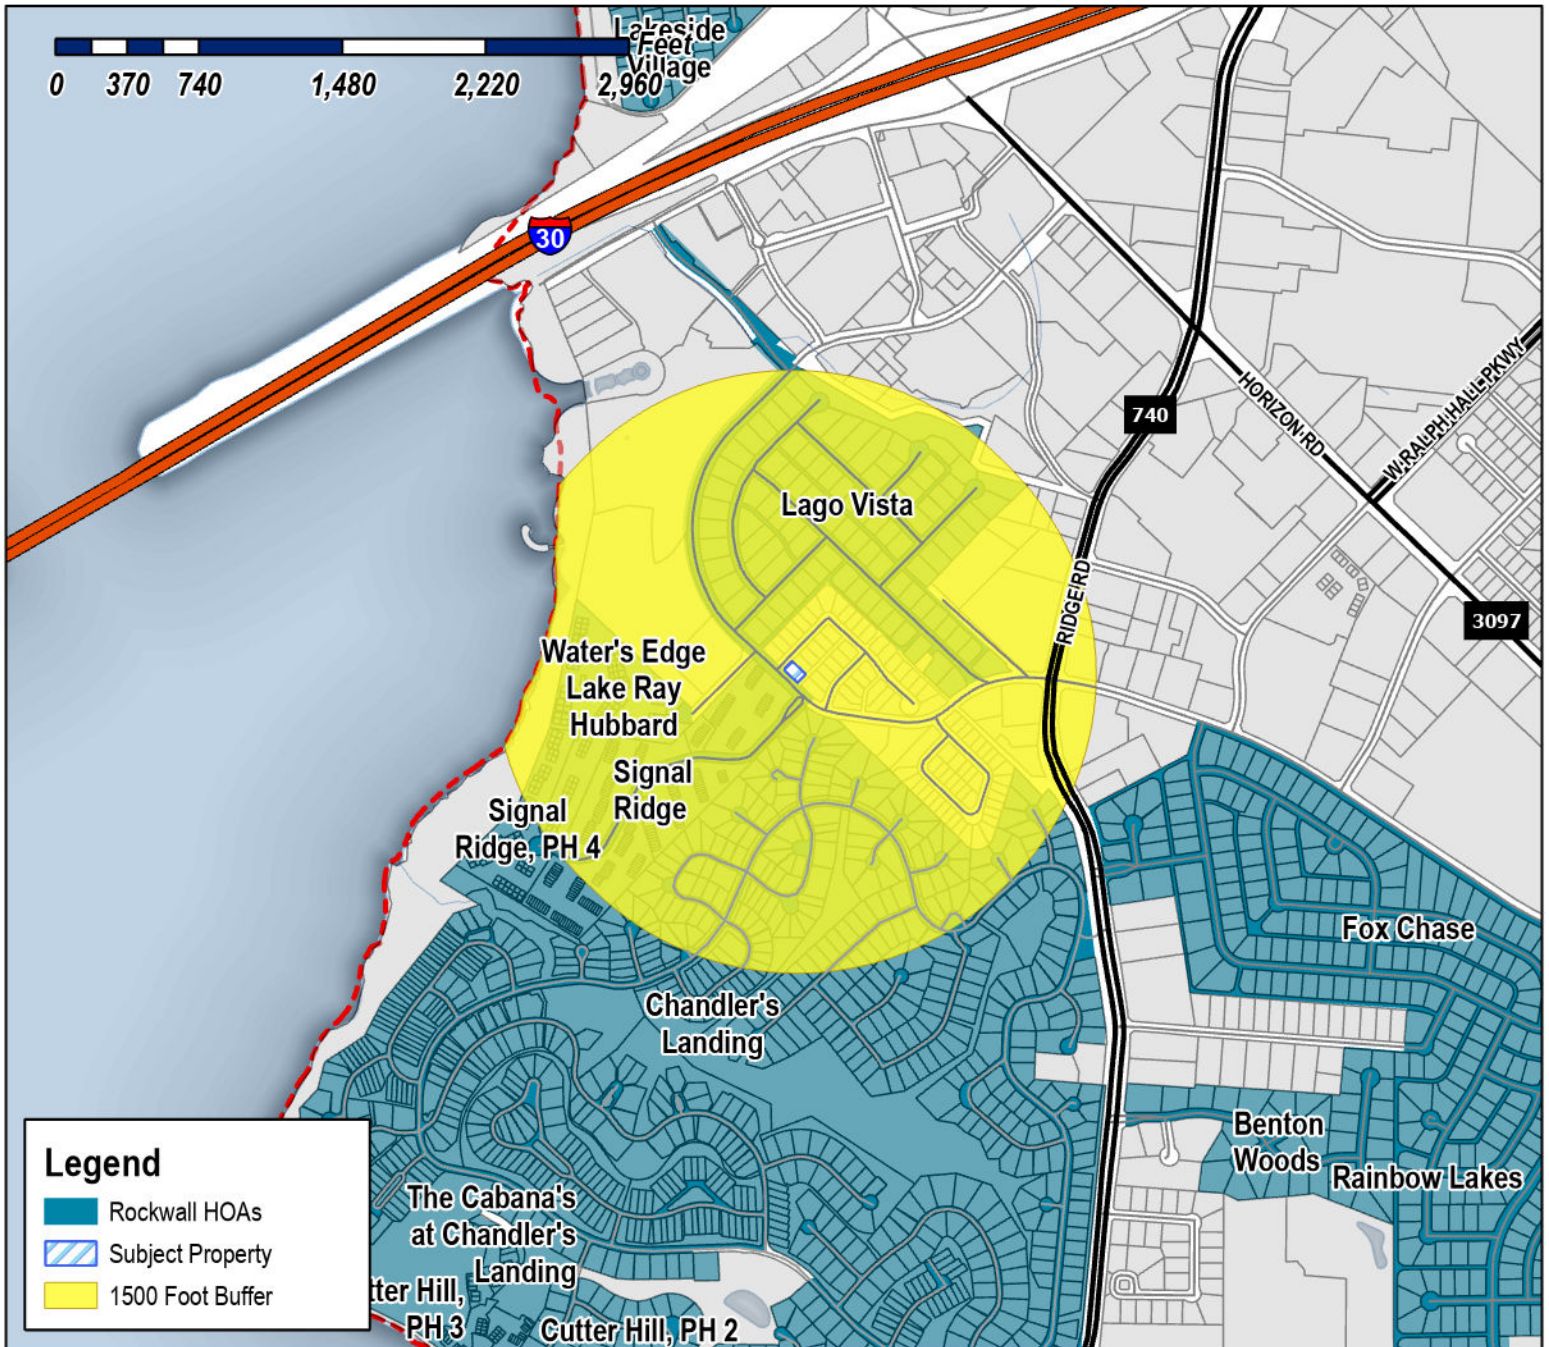 Lakeside
Village
Feet
0 370 740 1,480 2,220 2,960
30
740
HORIZON RD
W RALPH HALL PKWY
3097
RIDGE RD
Lago Vista
Water's Edge
Lake Ray
Hubbard
Signal
Ridge
Signal
Ridge, PH 4
Fox Chase
Chandler's
Landing
Benton
Woods
Rainbow Lakes
The Cabana's
at Chandler's
Landing
tter Hill,
PH 3
Cutter Hill, PH 2
Legend
Rockwall HOAs
Subject Property
1500 Foot Buffer